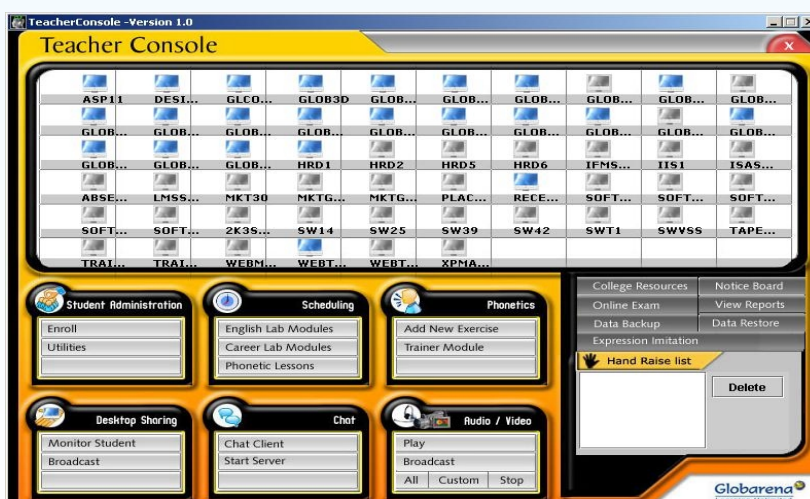 TeacherConsole -Version 1.0
Teacher Console
X
ASP11 DESI... GLCO... GLOB3D GLOB... GLOB... GLOB... GLOB... GLOB... GLOB...
GLOB... GLOB... GLOB... GLOB... GLOB... GLOB... GLOB... GLOB... GLOB... GLOB...
GLOB... GLOB... GLOB... HRD1 HRD2 HRD5 HRD6 IFMS... IIS1 ISAS...
ABSE... LMSS... MKT30 MKTG... MKTG... PLAC... RECE... SOFT... SOFT... SOFT...
SOFT... SOFT... 2K3S... SW14 SW25 SW39 SW42 SWT1 SWVSS TAPE...
TRAI... TRAI... WEBM... WEBT... WEBT... XPMA...
Student Administration
Enroll
Utilities
Scheduling
English Lab Modules
Career Lab Modules
Phonetic Lessons
Phonetics
Add New Exercise
Trainer Module
College Resources Notice Board
Online Exam View Reports
Data Backup Data Restore
Expression Imitation
Hand Raise list
Delete
Desktop Sharing
Monitor Student
Broadcast
Chat
Chat Client
Start Server
Audio / Video
Play
Broadcast
All Custom Stop
Globarena